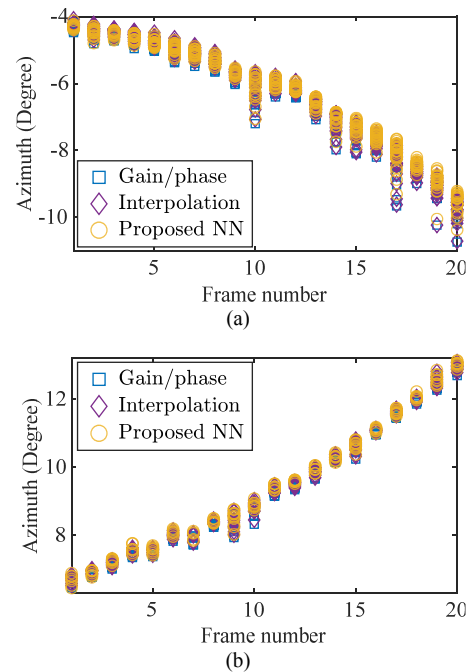 -4
-6
-8
-10
Azimuth (Degree)
Gain/phase
Interpolation
Proposed NN
5 10 15 20
Frame number
(a)
12
10
8
Azimuth (Degree)
Gain/phase
Interpolation
Proposed NN
5 10 15 20
Frame number
(b)